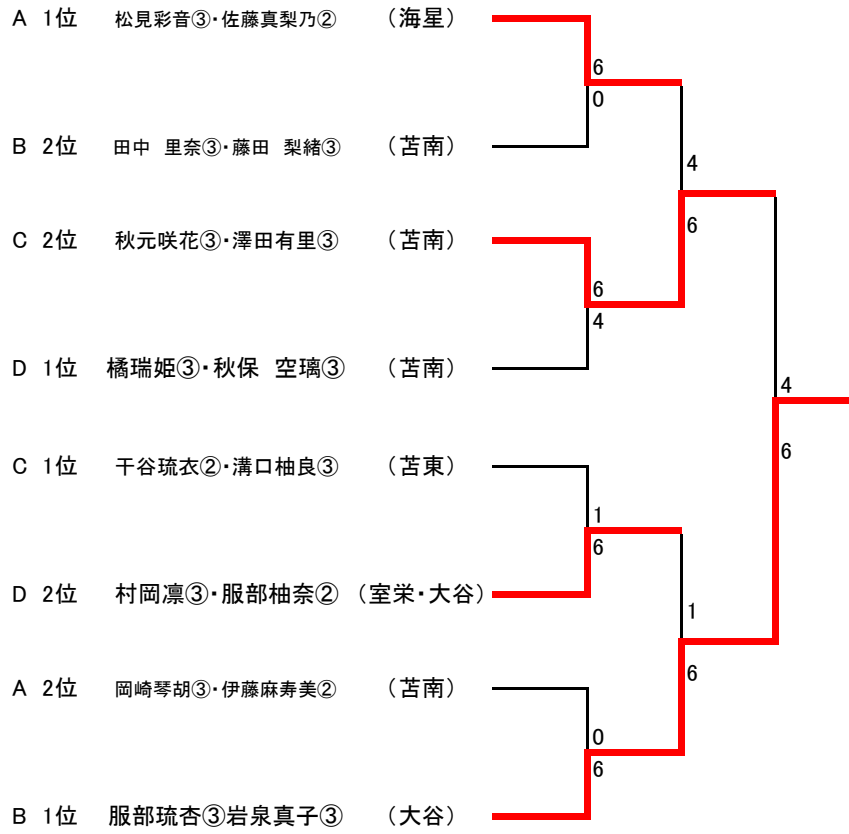 A 1位 松見彩音③・佐藤真梨乃② （海星）
6
0
B 2位 田中 里奈③・藤田 梨緒③ （苫南）
4
6
C 2位 秋元咲花③・澤田有里③ （苫南）
6
4
D 1位 橘瑞姫③・秋保 空璃③ （苫南）
4
6
C 1位 干谷琉衣②・溝口柚良③ （苫東）
1
6
D 2位 村岡凛③・服部柚奈② （室栄・大谷）
1
6
A 2位 岡崎琴胡③・伊藤麻寿美② （苫南）
0
6
B 1位 服部琉杏③岩泉真子③ （大谷）